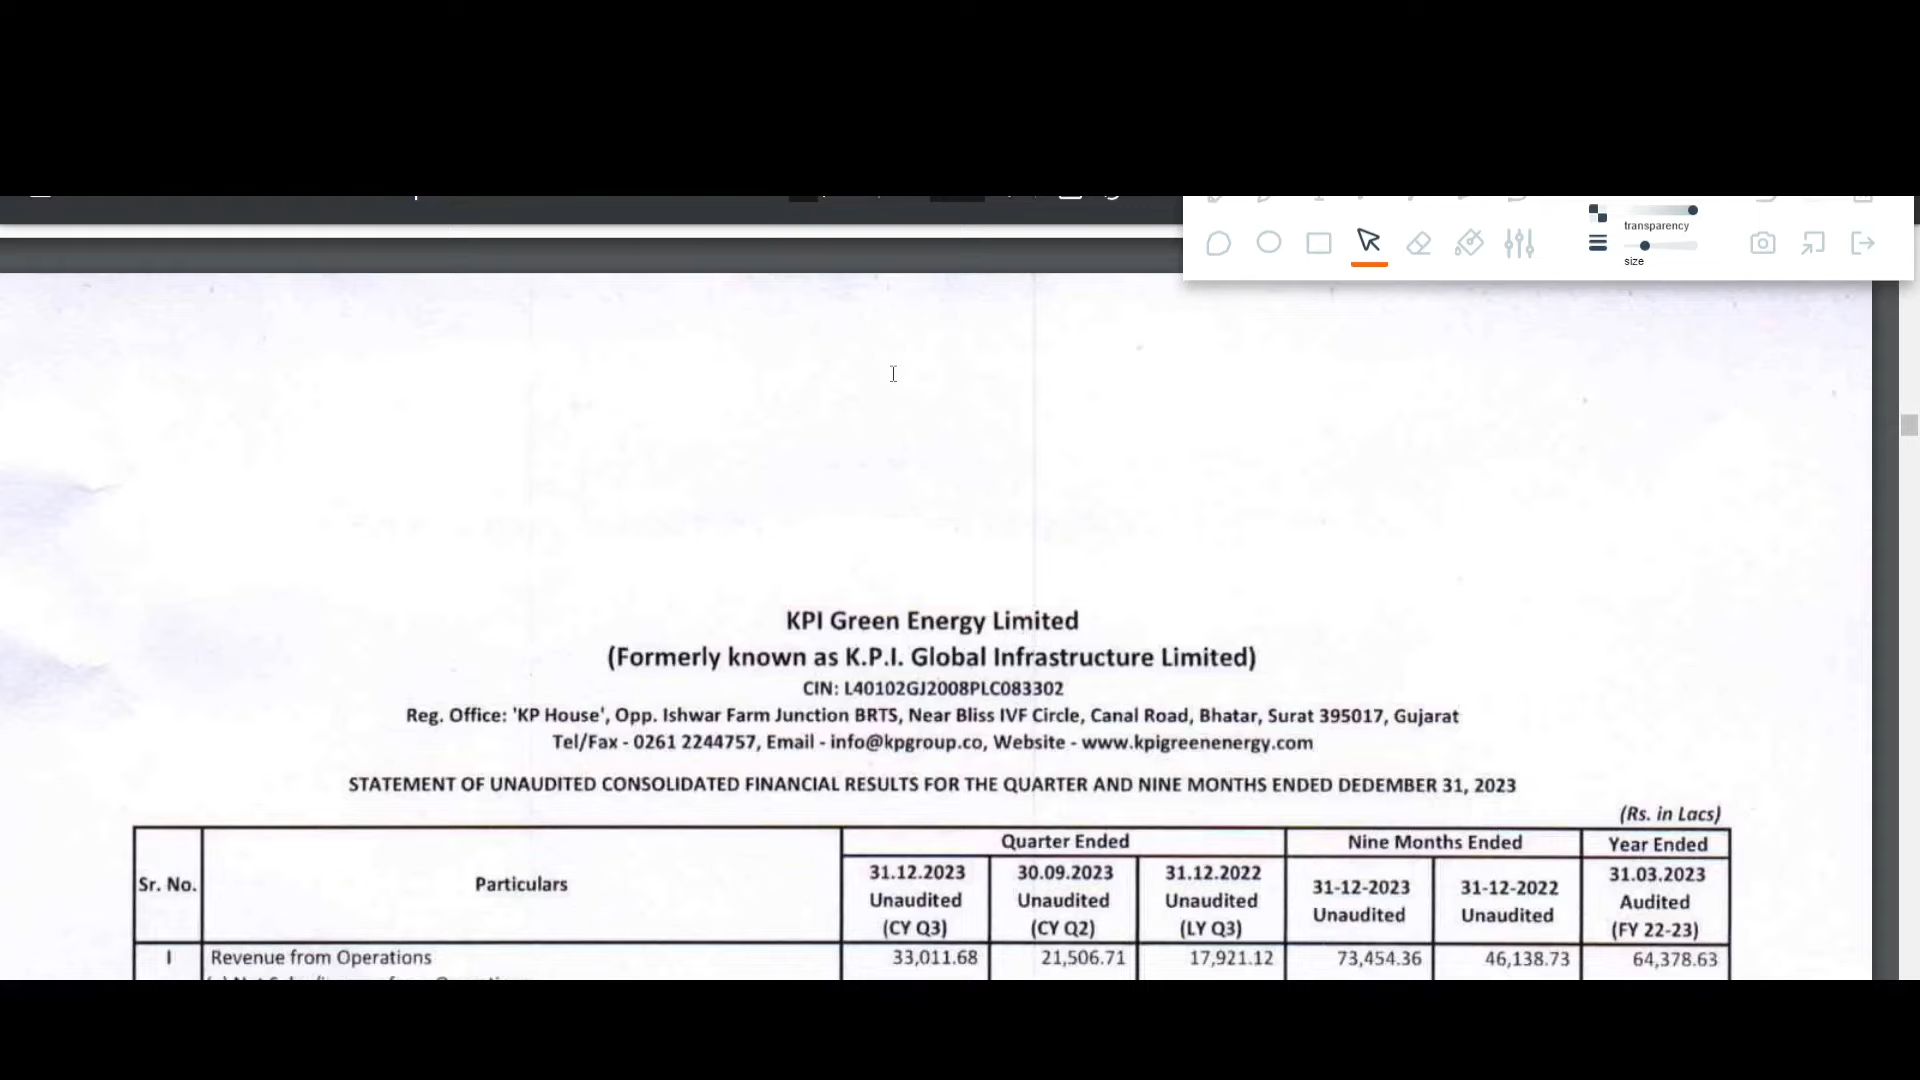 transparency
size
KPI Green Energy Limited
(Formerly known as K.P.I. Global Infrastructure Limited)
CIN: L40102GJ2008PLC083302
Reg. Office: 'KP House', Opp. Ishwar Farm Junction BRTS, Near Bliss IVF Circle, Canal Road, Bhatar, Surat 395017, Gujarat
Tel/Fax - 0261 2244757, Email - info@kpgroup.co, Website - www.kpigreenenergy.com
STATEMENT OF UNAUDITED CONSOLIDATED FINANCIAL RESULTS FOR THE QUARTER AND NINE MONTHS ENDED DEDEMBER 31, 2023
(Rs. in Lacs)
Sr. No. Particulars Quarter Ended Nine Months Ended Year Ended
31.12.2023 30.09.2023 31.12.2022 31-12-2023 31-12-2022 31.03.2023
Unaudited Unaudited Unaudited Unaudited Unaudited Audited
(CY Q3) (CY Q2) (LY Q3) (FY 22-23)
I Revenue from Operations 33,011.68 21,506.71 17,921.12 73,454.36 46,138.73 64,378.63